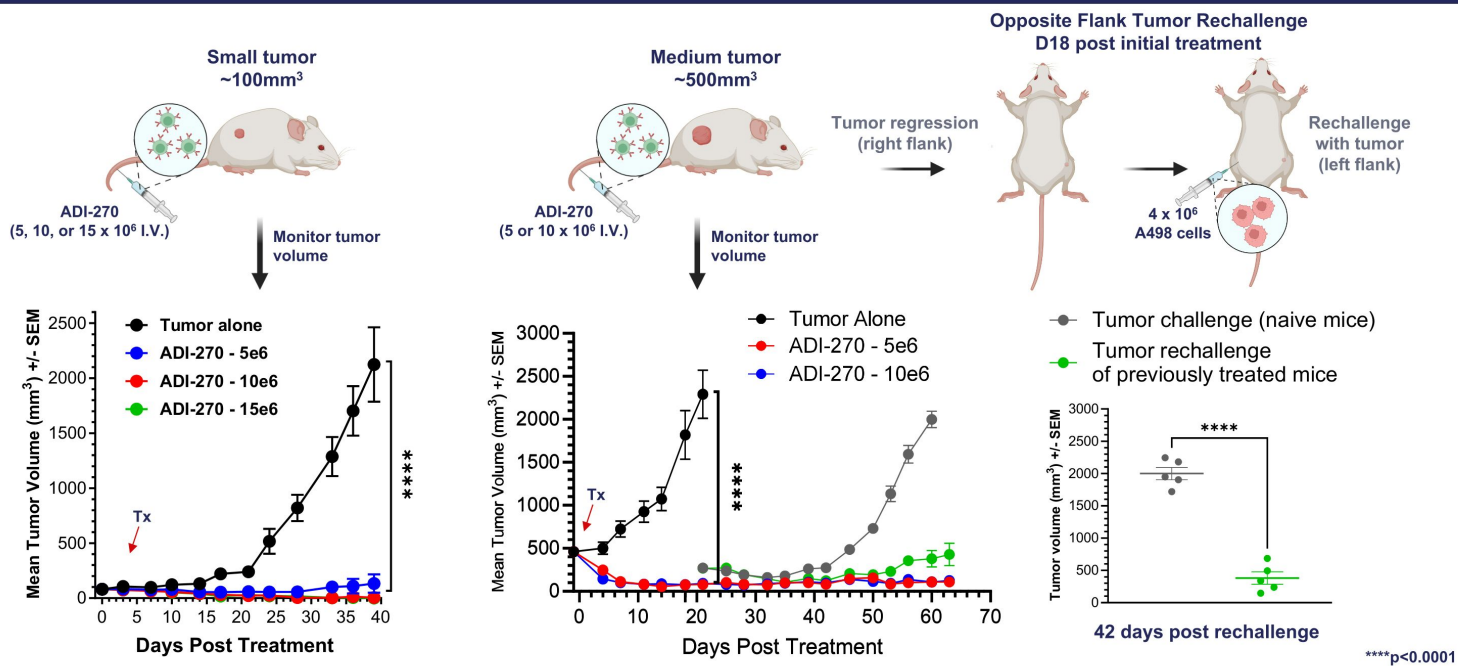 Small tumor
~100mm³
ADI-270
(5, 10, or 15 x 10⁶ I.V.)
Monitor tumor
volume
Medium tumor
~500mm³
ADI-270
(5 or 10 x 10⁶ I.V.)
Monitor tumor
volume
Tumor regression
(right flank)
Opposite Flank Tumor Rechallenge
D18 post initial treatment
Rechallenge
with tumor
(left flank)
4 x 10⁶
A498 cells
Mean Tumor Volume (mm³) +/- SEM
2500
2000
1500
1000
500
0
Tumor alone
ADI-270 - 5e6
ADI-270 - 10e6
ADI-270 - 15e6
Tx
****
0 5 10 15 20 25 30 35 40
Days Post Treatment
Mean Tumor Volume (mm³) +/- SEM
3000
2500
2000
1500
1000
500
0
Tumor Alone
ADI-270 - 5e6
ADI-270 - 10e6
Tx
****
0 10 20 30 40 50 60 70
Days Post Treatment
Tumor challenge (naive mice)
Tumor rechallenge
of previously treated mice
Tumor volume (mm³) +/- SEM
3000
2500
2000
1500
1000
500
0
****
42 days post rechallenge
****p<0.0001